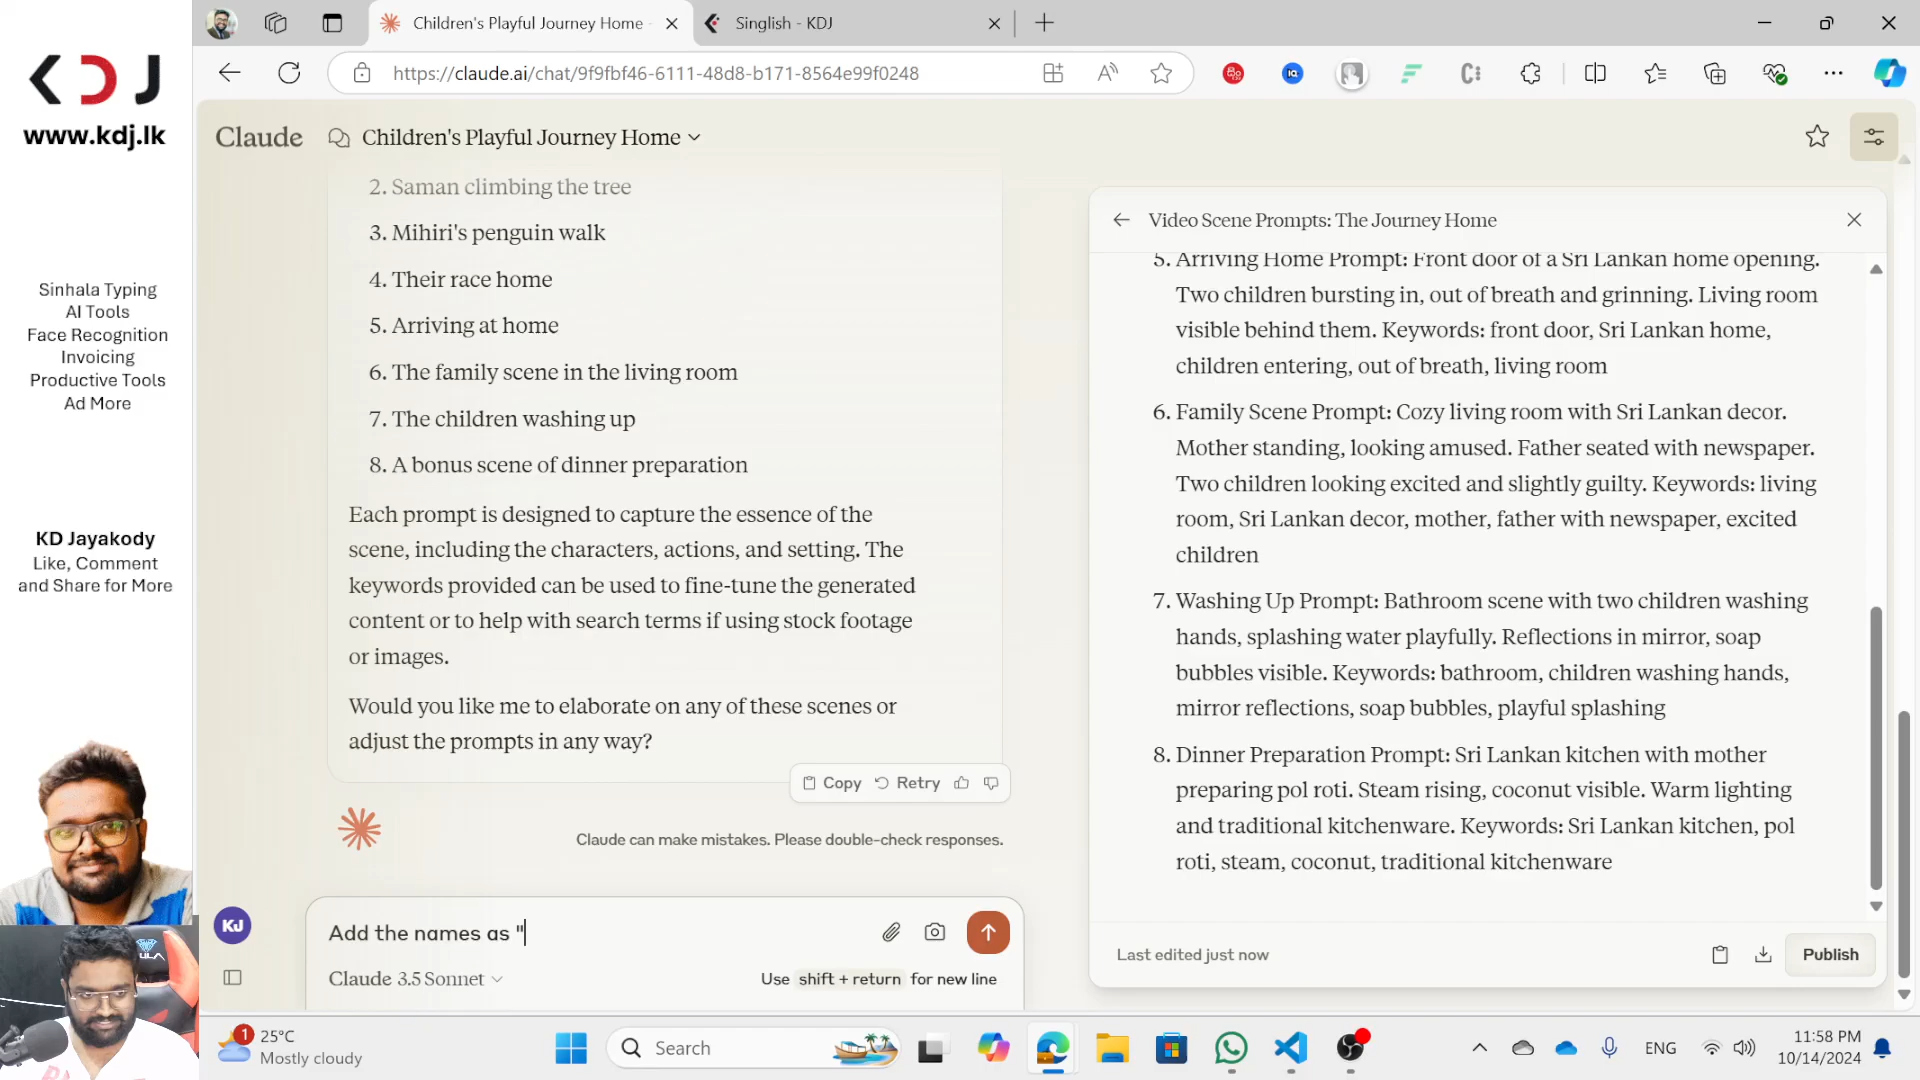 KDJ
www.kdj.lk
Sinhala Typing
AI Tools
Face Recognition
Invoicing
Productive Tools
Ad More
KD Jayakody
Like, Comment
and Share for More
Children's Playful Journey Home -
Singlish - KDJ
https://claude.ai/chat/9f9fbf46-6111-48d8-b171-8564e99f0248
Claude
Children's Playful Journey Home
2. Saman climbing the tree
3. Mihiri's penguin walk
4. Their race home
5. Arriving at home
6. The family scene in the living room
7. The children washing up
8. A bonus scene of dinner preparation
Each prompt is designed to capture the essence of the
scene, including the characters, actions, and setting. The
keywords provided can be used to fine-tune the generated
content or to help with search terms if using stock footage
or images.
Would you like me to elaborate on any of these scenes or
adjust the prompts in any way?
Copy Retry
Claude can make mistakes. Please double-check responses.
KJ
Add the names as "
Claude 3.5 Sonnet
Use shift + return for new line
Video Scene Prompts: The Journey Home
5. Arriving Home Prompt: Front door of a Sri Lankan home opening.
Two children bursting in, out of breath and grinning. Living room
visible behind them. Keywords: front door, Sri Lankan home,
children entering, out of breath, living room
6. Family Scene Prompt: Cozy living room with Sri Lankan decor.
Mother standing, looking amused. Father seated with newspaper.
Two children looking excited and slightly guilty. Keywords: living
room, Sri Lankan decor, mother, father with newspaper, excited
children
7. Washing Up Prompt: Bathroom scene with two children washing
hands, splashing water playfully. Reflections in mirror, soap
bubbles visible. Keywords: bathroom, children washing hands,
mirror reflections, soap bubbles, playful splashing
8. Dinner Preparation Prompt: Sri Lankan kitchen with mother
preparing pol roti. Steam rising, coconut visible. Warm lighting
and traditional kitchenware. Keywords: Sri Lankan kitchen, pol
roti, steam, coconut, traditional kitchenware
Last edited just now
Publish
1
25°C
Mostly cloudy
Search
ENG
11:58 PM
10/14/2024